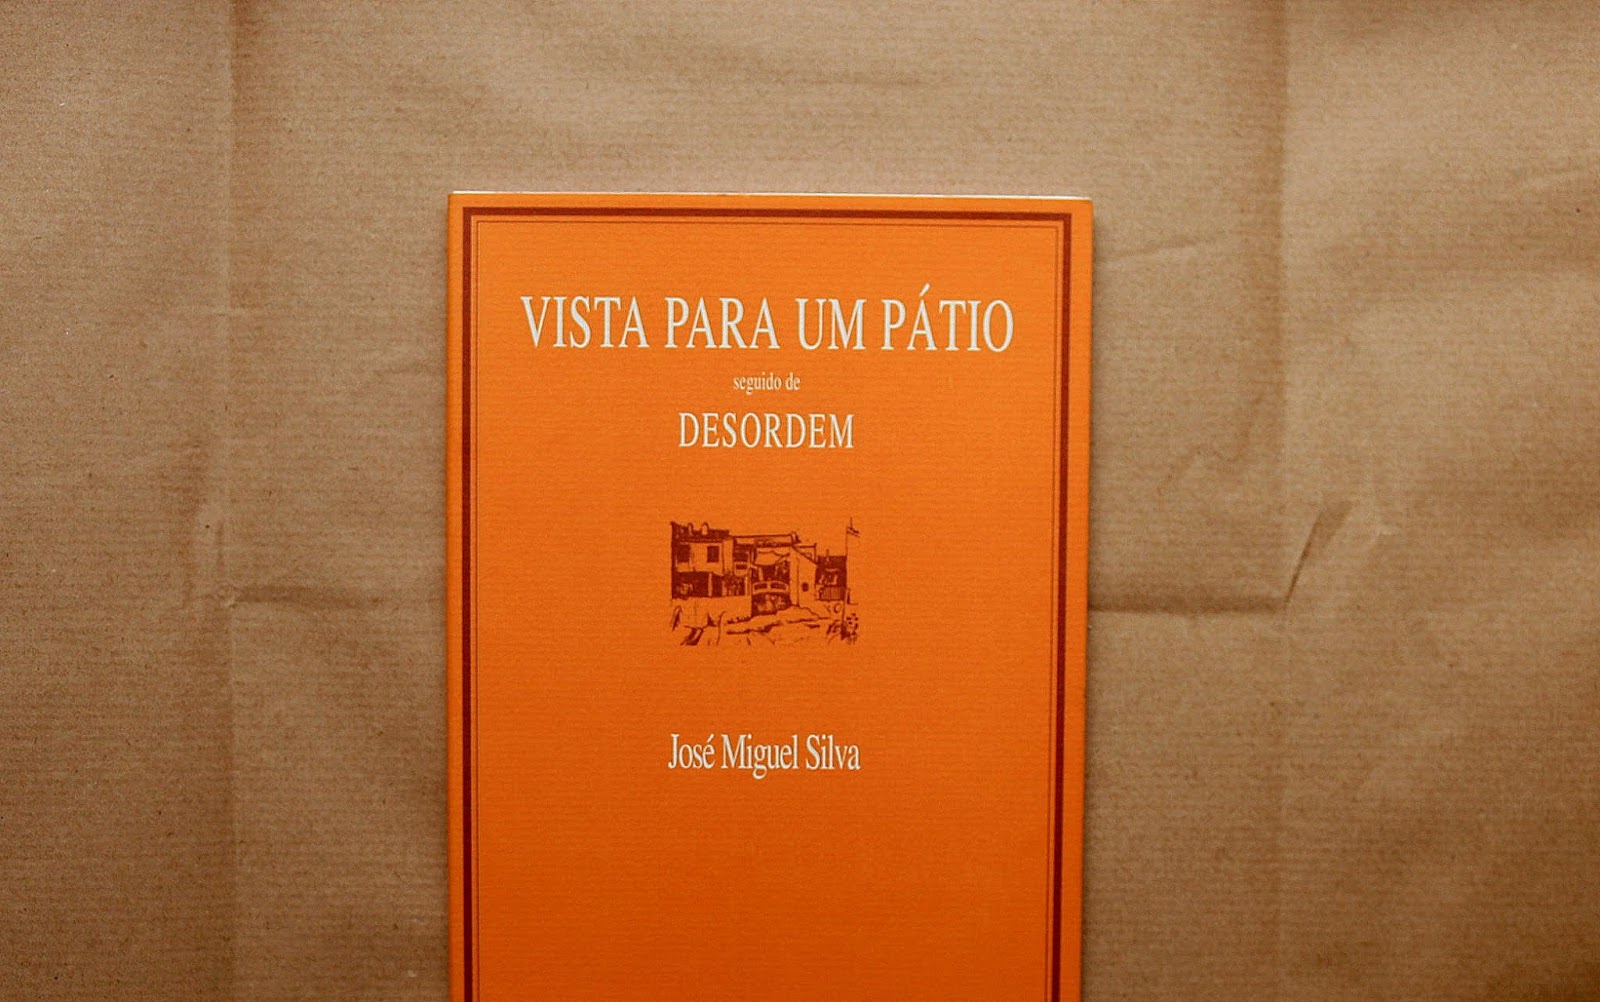 VISTA PARA UM PÁTIO
seguido de
DESORDEM
José Miguel Silva